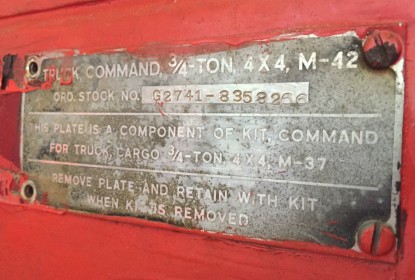 TRUCK, COMMAND, 3/4-TON, 4X4, M-42
ORD. STOCK NO. G2741-8358266
THIS PLATE IS A COMPONENT OF KIT, COMMAND
FOR TRUCK, CARGO, 3/4-TON, 4X4, M-37
REMOVE PLATE AND RETAIN WITH KIT
WHEN KIT IS REMOVED